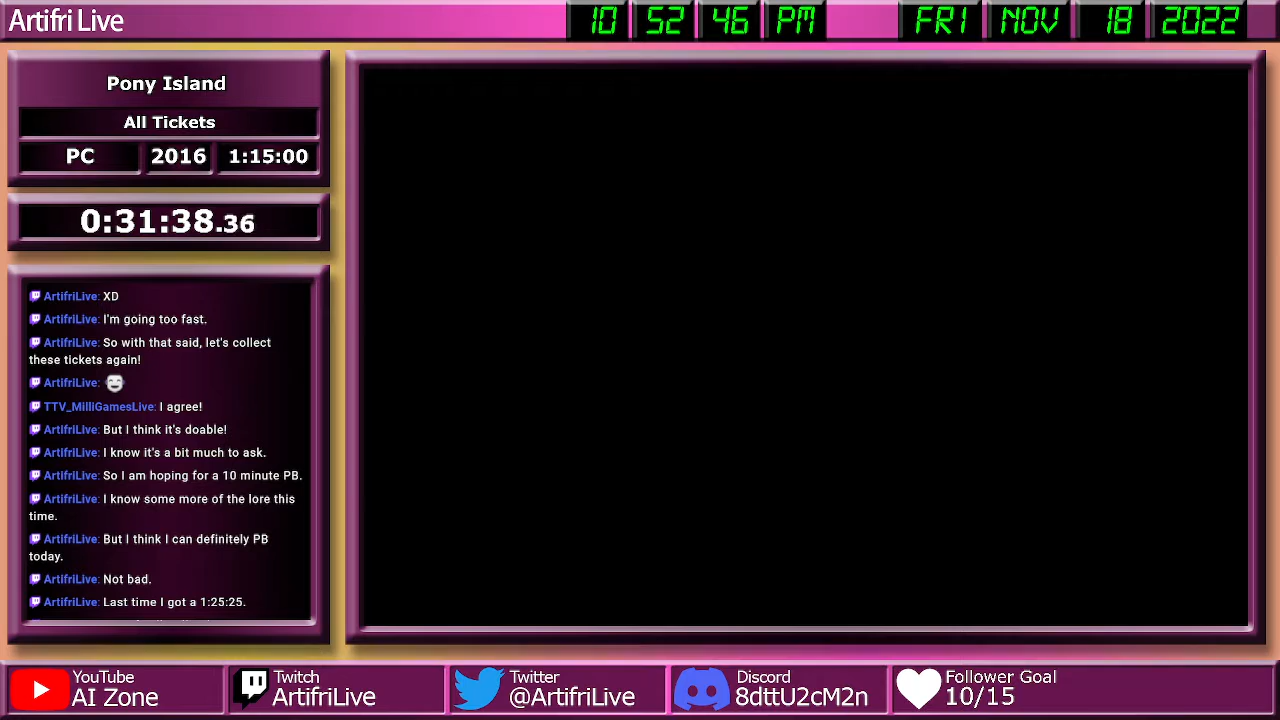 Artifri Live
10 52 46 PM FRI NOV 18 2022
Pony Island
All Tickets
PC 2016 1:15:00
0:31:38.36
ArtifriLive: XD
ArtifriLive: I'm going too fast.
ArtifriLive: So with that said, let's collect
these tickets again!
ArtifriLive:
TTV_MilliGamesLive: I agree!
ArtifriLive: But I think it's doable!
ArtifriLive: I know it's a bit much to ask.
ArtifriLive: So I am hoping for a 10 minute PB.
ArtifriLive: I know some more of the lore this
time.
ArtifriLive: But I think I can definitely PB
today.
ArtifriLive: Not bad.
ArtifriLive: Last time I got a 1:25:25.
YouTube
AI Zone
Twitch
ArtifriLive
Twitter
@ArtifriLive
Discord
8dttU2cM2n
Follower Goal
10/15